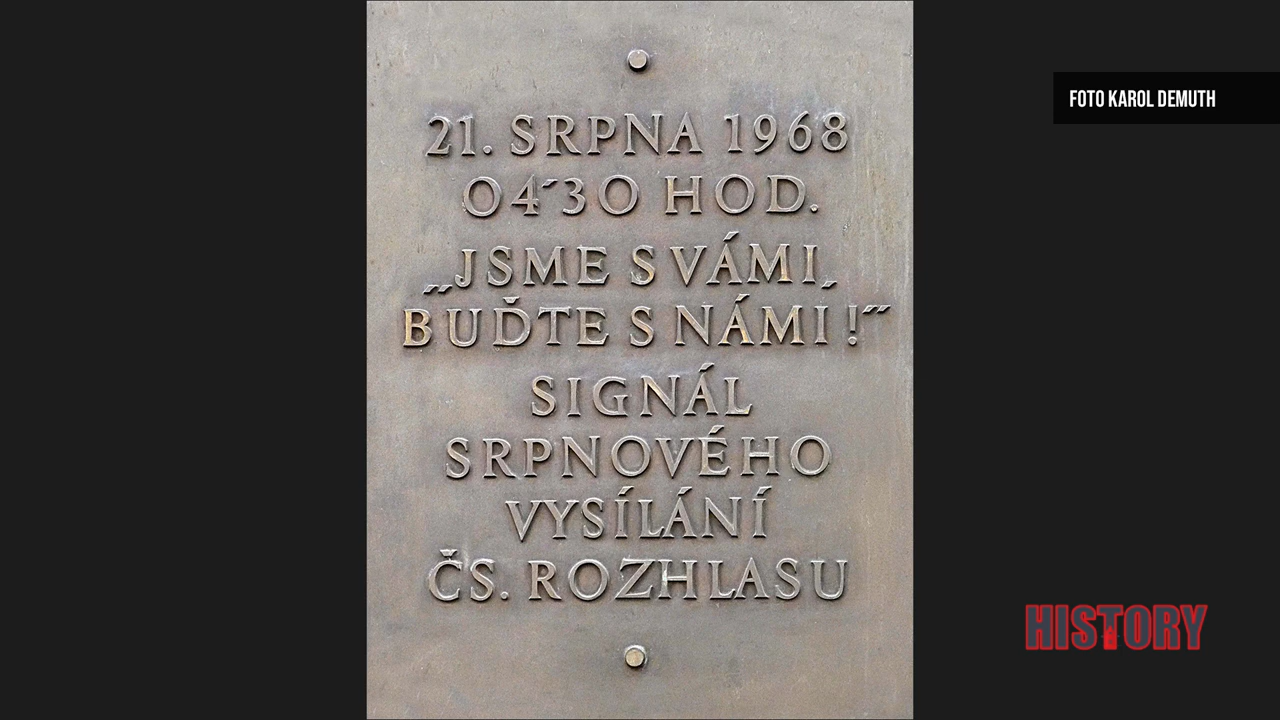 21. SRPNA 1968
04´30 HOD.
„JSME S VÁMI,
BUĎTE S NÁMI!“
SIGNÁL
SRPNOVÉHO
VYSÍLÁNÍ
ČS. ROZHLASU
FOTO KAROL DEMUTH
HISTORY